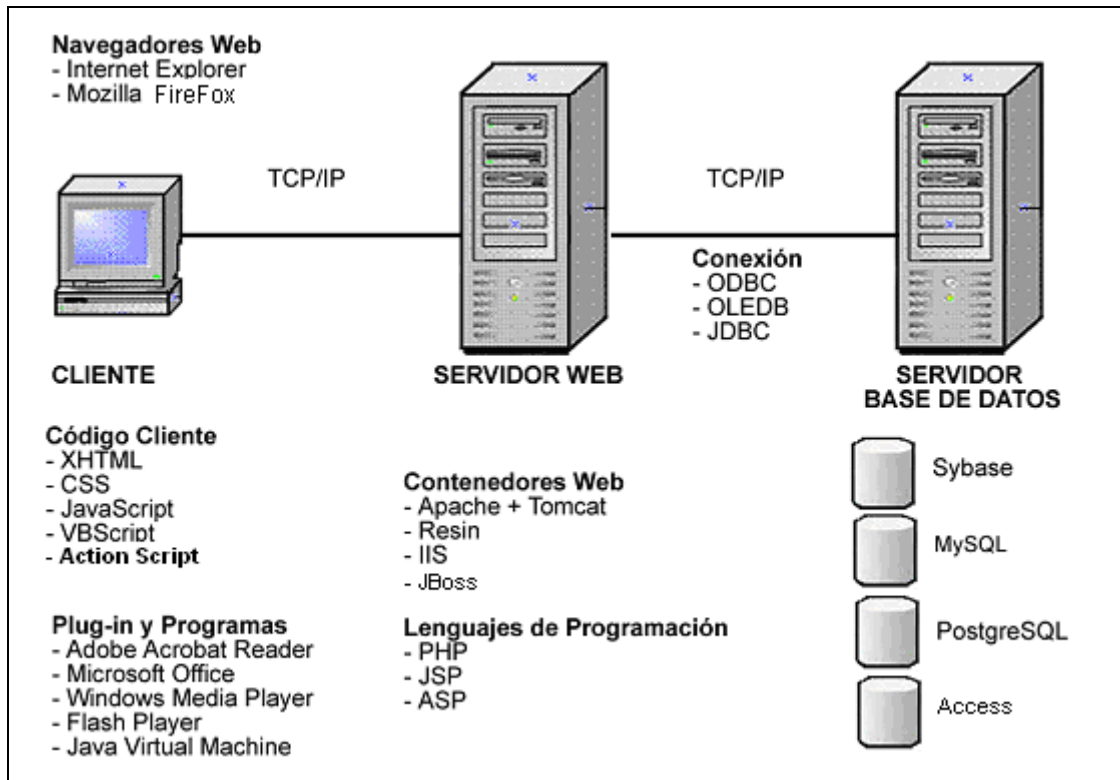 Navegadores Web
- Internet Explorer
- Mozilla FireFox
TCP/IP
TCP/IP
Conexión
- ODBC
- OLEDB
- JDBC
CLIENTE
SERVIDOR WEB
SERVIDOR
BASE DE DATOS
Código Cliente
- XHTML
- CSS
- JavaScript
- VBScript
- Action Script
Plug-in y Programas
- Adobe Acrobat Reader
- Microsoft Office
- Windows Media Player
- Flash Player
- Java Virtual Machine
Contenedores Web
- Apache + Tomcat
- Resin
- IIS
- JBoss
Lenguajes de Programación
- PHP
- JSP
- ASP
Sybase
MySQL
PostgreSQL
Access